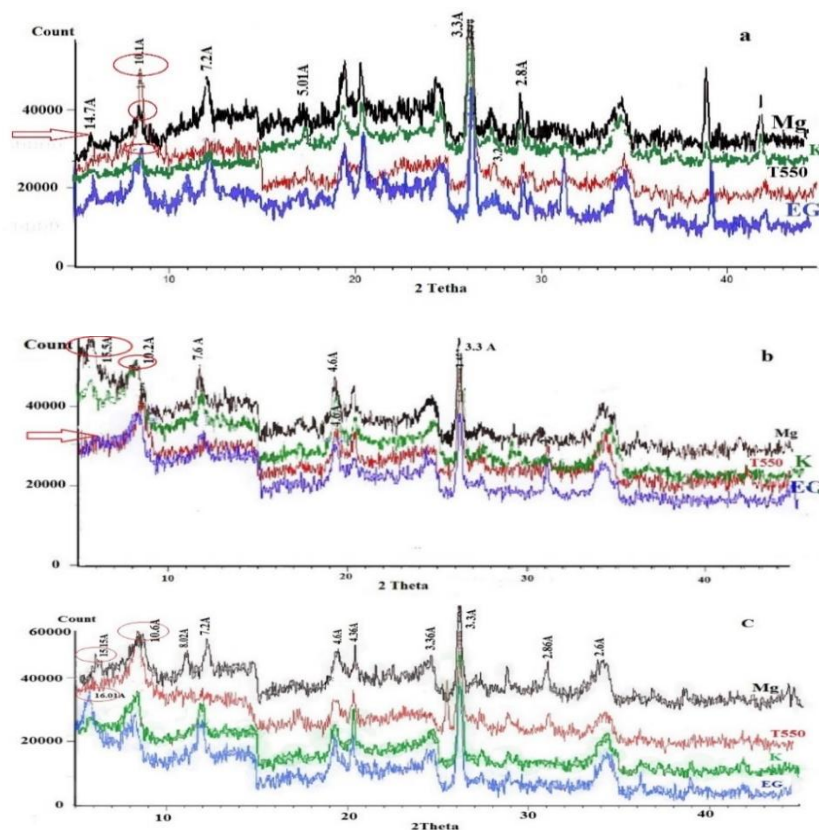 Count
a
14.7A
10.1A
7.2A
5.01A
3.3A
2.8A
40000
20000
0
Mg
K
T550
EG
10 20 30 40
2 Tetha
Count
b
15.5A
10.2A
7.6 A
4.6A
3.3 A
40000
20000
0
Mg
K
T550
EG
10 20 30 40
2 Theta
Count
C
15.15A
10.6A
8.02A
7.2A
4.6A
4.36A
3.36A
3.3A
2.86A
2.6A
16.01A
60000
40000
20000
0
Mg
T550
K
EG
10 20 30 40
2Theta